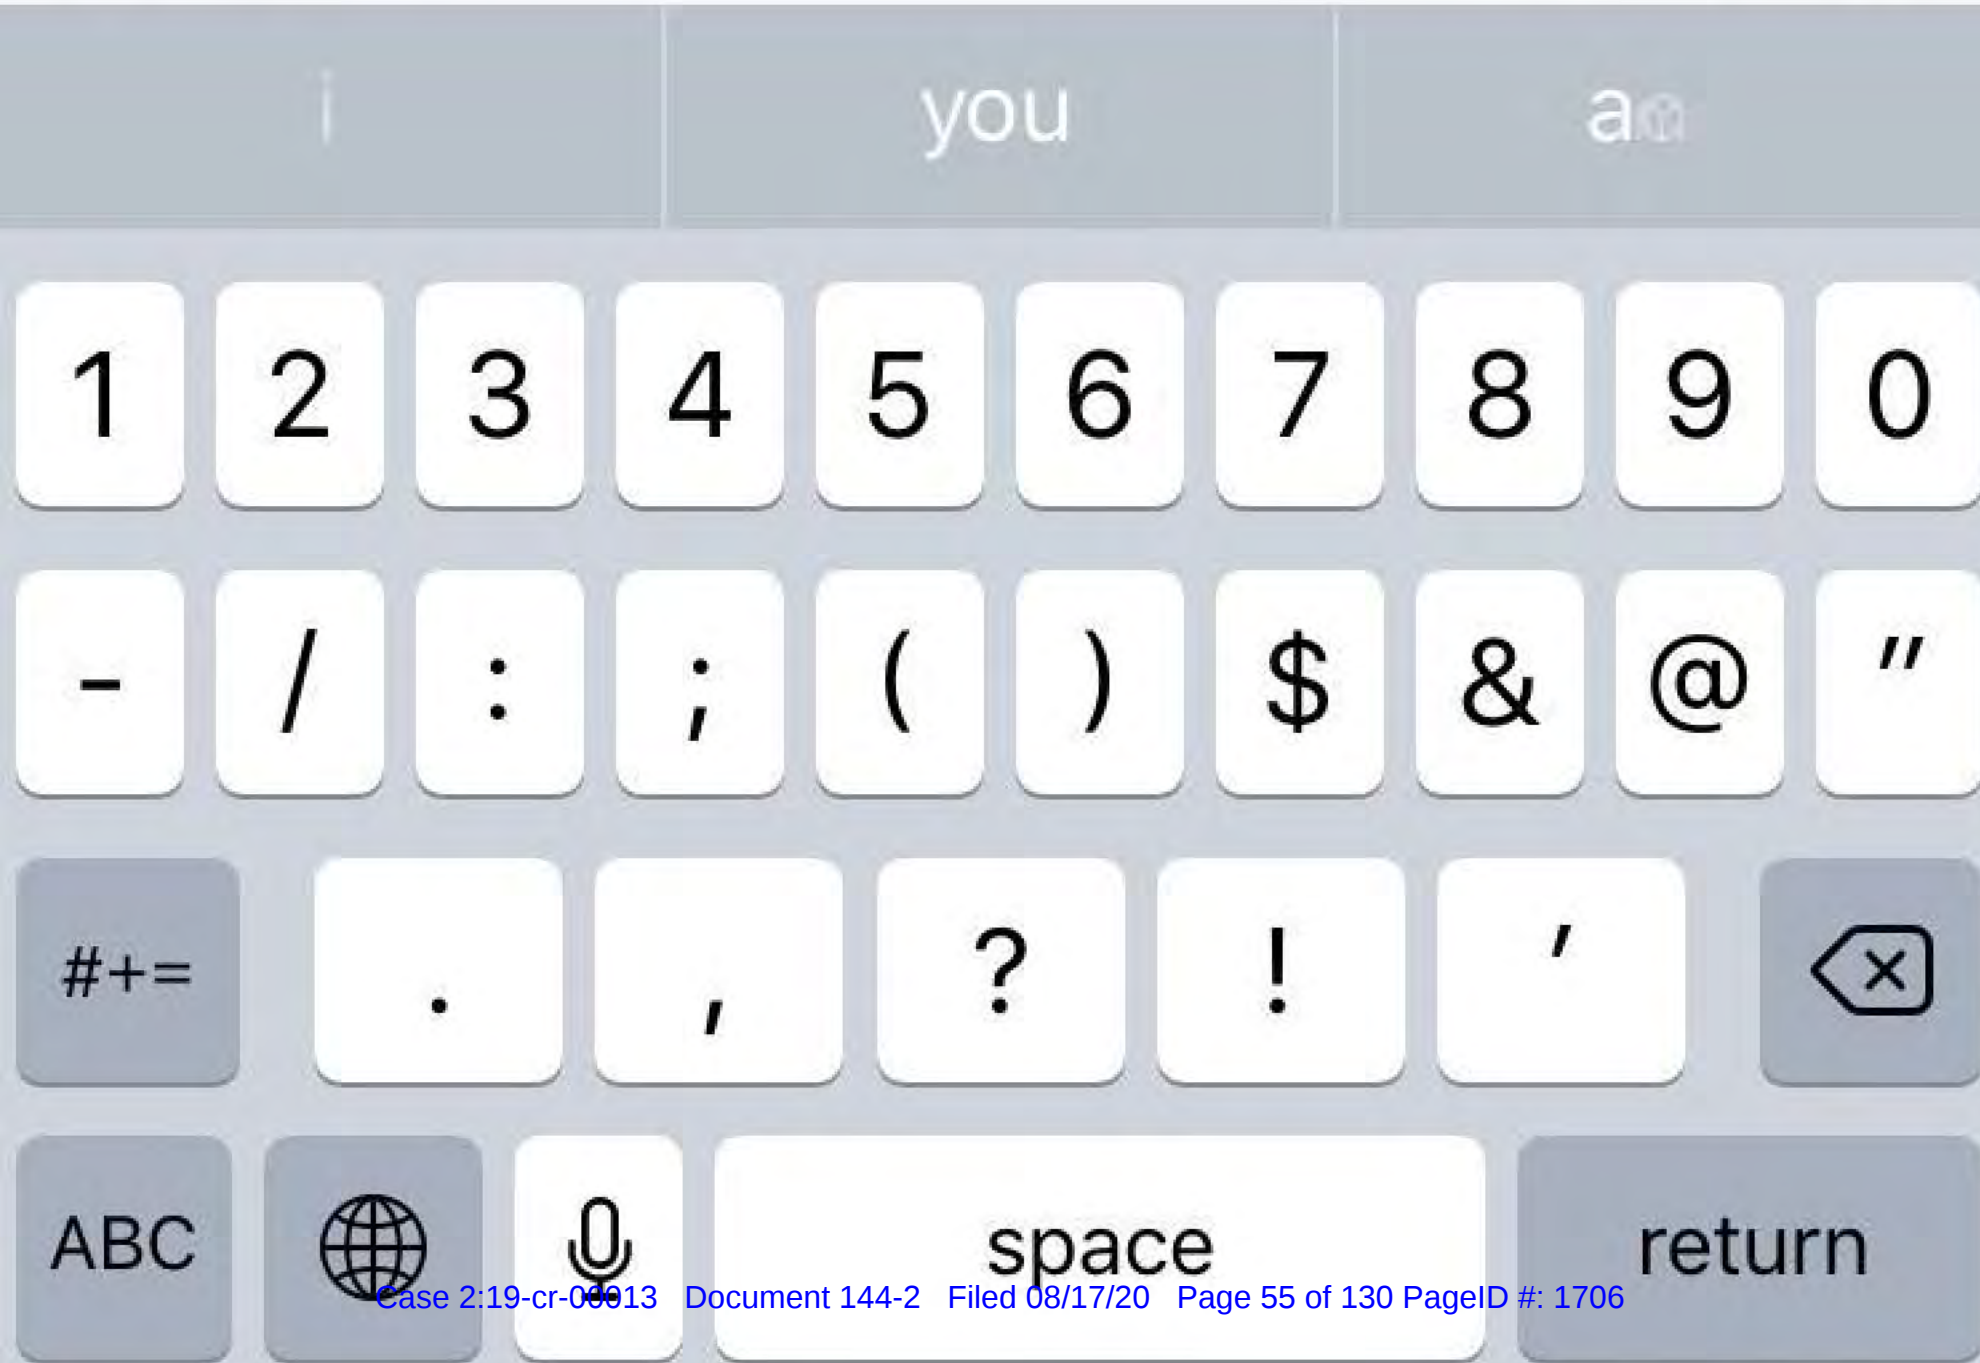 i you
1 2 3 4 5 6 7 8 9 0
- / : ; ( ) $ & @ "
#+= . , ? ! '
ABC space return
Case 2:19-cr-00013 Document 144-2 Filed 08/17/20 Page 55 of 130 PageID #: 1706